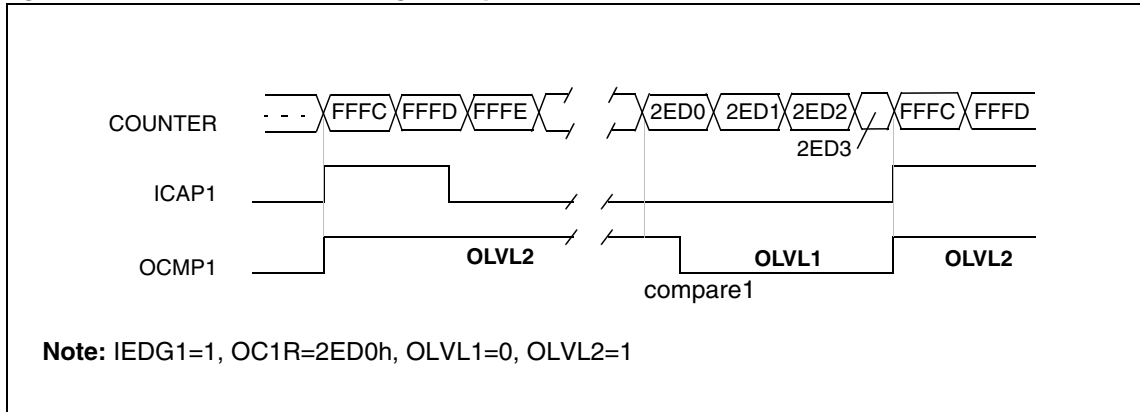 COUNTER
- - - FFFC FFFD FFFE 2ED0 2ED1 2ED2 FFFC FFFD
2ED3
ICAP1
OCMP1
OLVL2 OLVL1 OLVL2
compare1
Note: IEDG1=1, OC1R=2ED0h, OLVL1=0, OLVL2=1